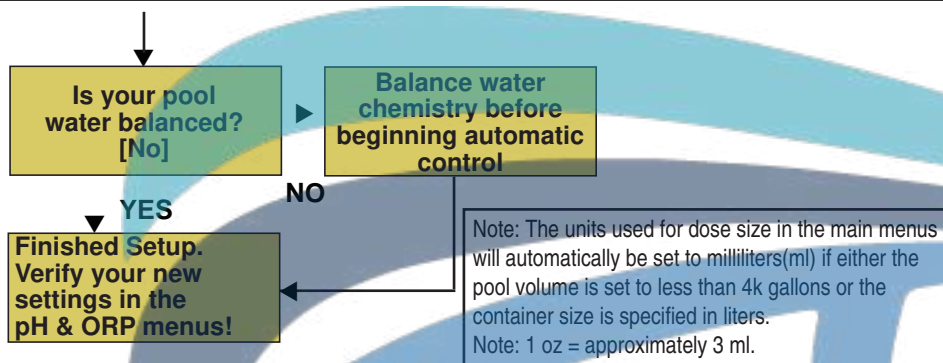 Is your pool
water balanced?
[No]
Balance water
chemistry before
beginning automatic
control
NO
YES
Finished Setup.
Verify your new
settings in the
pH & ORP menus!
Note: The units used for dose size in the main menus
will automatically be set to milliliters(ml) if either the
pool volume is set to less than 4k gallons or the
container size is specified in liters.
Note: 1 oz = approximately 3 ml.